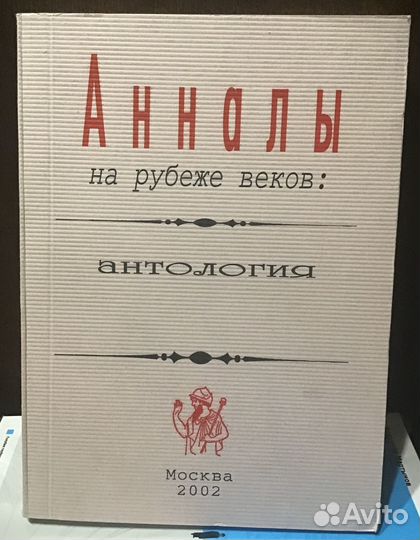 Анналы
на рубеже веков:
антология
Москва
2002
Avito